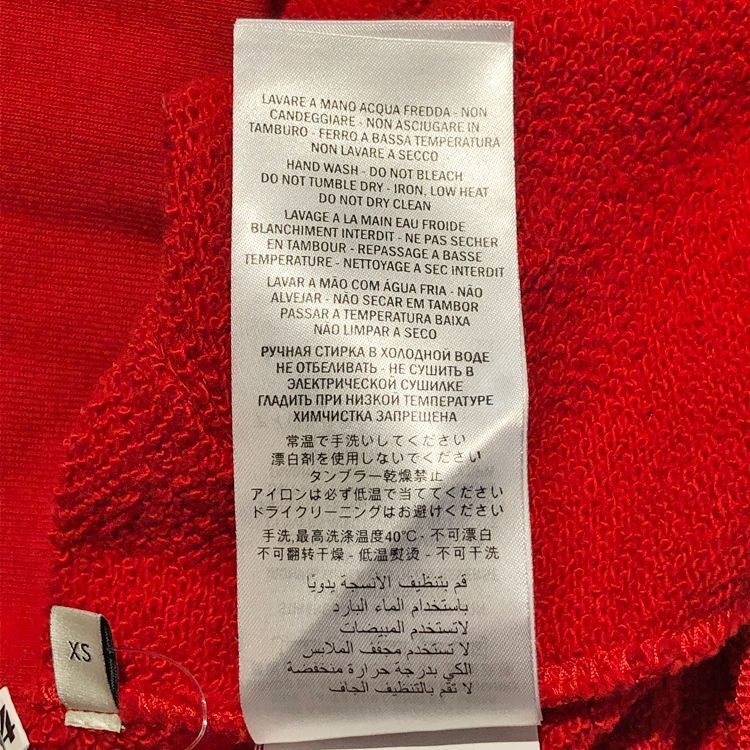 LAVARE A MANO ACQUA FREDDA - NON
CANDEGGIARE - NON ASCIUGARE IN
TAMBURO - FERRO A BASSA TEMPERATURA
NON LAVARE A SECCO
HAND WASH - DO NOT BLEACH
DO NOT TUMBLE DRY - IRON, LOW HEAT
DO NOT DRY CLEAN
LAVAGE A LA MAIN EAU FROIDE
BLANCHIMENT INTERDIT - NE PAS SECHER
EN TAMBOUR - REPASSAGE A BASSE
TEMPERATURE - NETTOYAGE A SEC INTERDIT
LAVAR A MÃO COM ÁGUA FRIA - NÃO
ALVEJAR - NÃO SECAR EM TAMBOR
PASSAR A TEMPERATURA BAIXA
NÃO LIMPAR A SECO
РУЧНАЯ СТИРКА В ХОЛОДНОЙ ВОДЕ
НЕ ОТБЕЛИВАТЬ - НЕ СУШИТЬ В
ЭЛЕКТРИЧЕСКОЙ СУШИЛКЕ
ГЛАДИТЬ ПРИ НИЗКОЙ ТЕМПЕРАТУРЕ
ХИМЧИСТКА ЗАПРЕЩЕНА
常温で手洗いしてください
漂白剤を使用しないでください
タンブラー乾燥禁止
アイロンは必ず低温で当ててください
ドライクリーニングはお避けください
手洗,最高洗涤温度40℃ - 不可漂白
不可翻转干燥 - 低温熨烫 - 不可干洗
قم بتنظيف الأنسجة يدويًا
باستخدام الماء البارد
لاتستخدم المبيضات
لا تستخدم مجفف الملابس
الكي بدرجة حرارة منخفضة
لا تقم بالتنظيف الجاف
XS